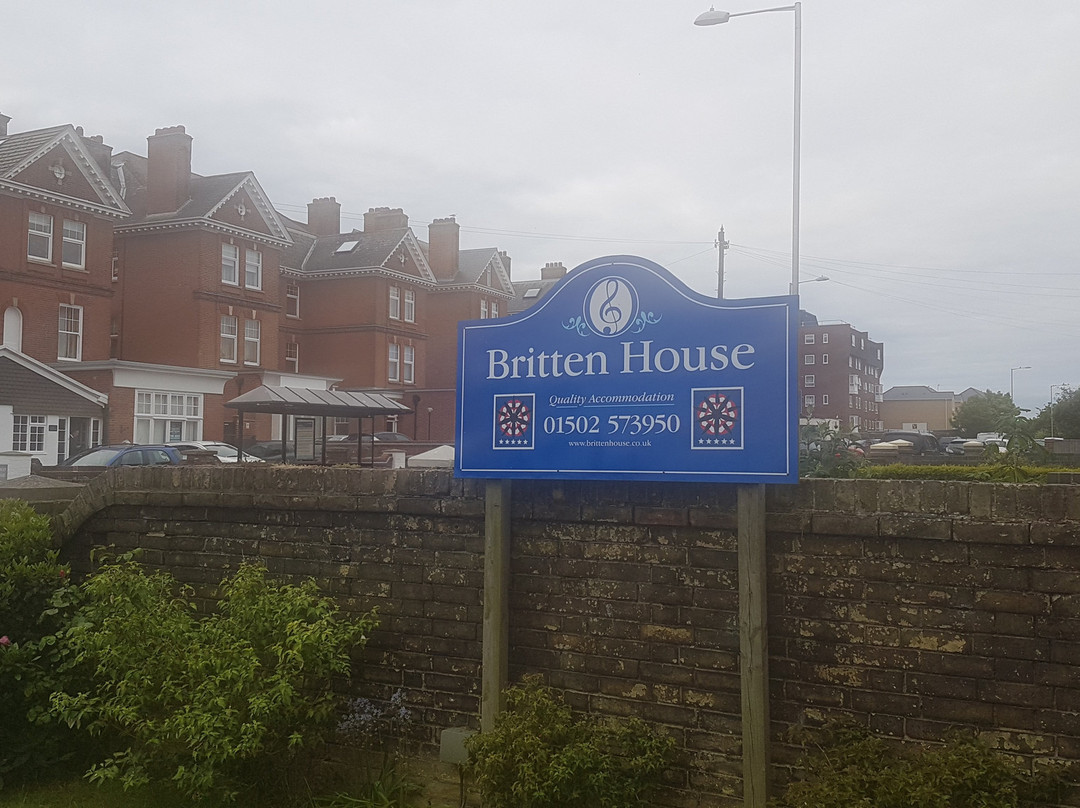 Britten House
Quality Accommodation
01502 573950
www.brittenhouse.co.uk